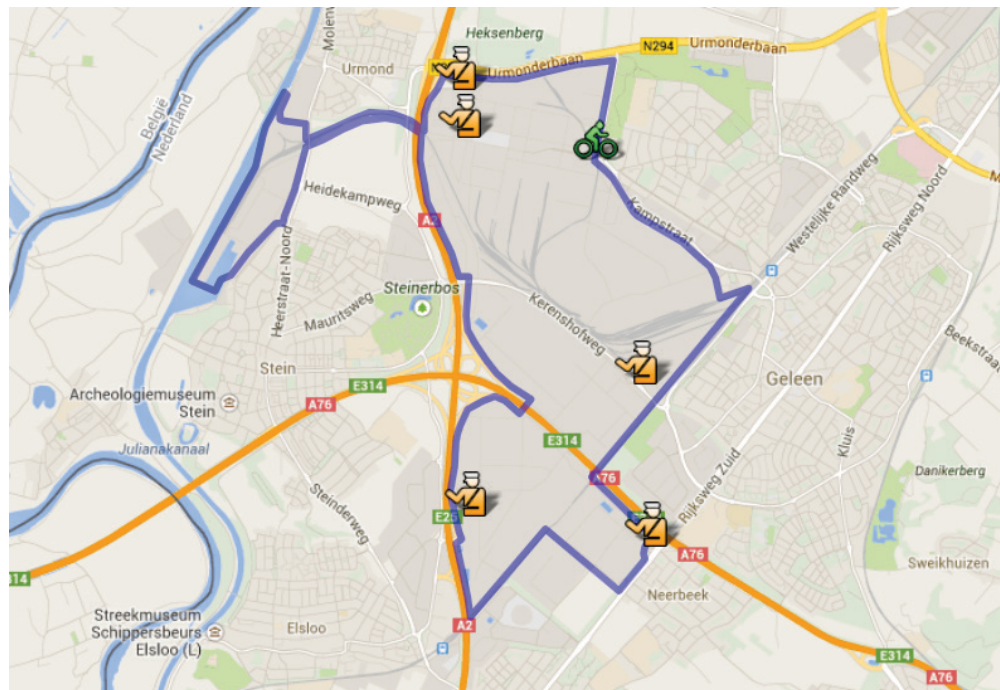 Heksenberg
Molenw
Urmond
N294
Urmonderbaan
Urmonderbaan
België
Nederland
Heidekampweg
A2
Kampstraat
Westelijke Randweg
Rijksweg Noord
M
Steinerbos
Heerstraat-Noord
Mauritsweg
Kerenshofweg
Beekstraat
Stein
E314
A76
Geleen
Archeologiemuseum
Stein
Julianakanaal
E314
A76
Kluis
Rijksweg Zuid
Danikerberg
Steinderweg
E25
A76
314
Sweikhuizen
Neerbeek
Streekmuseum
Schippersbeurs
Elsloo (L)
Elsloo
A2
E314
A76